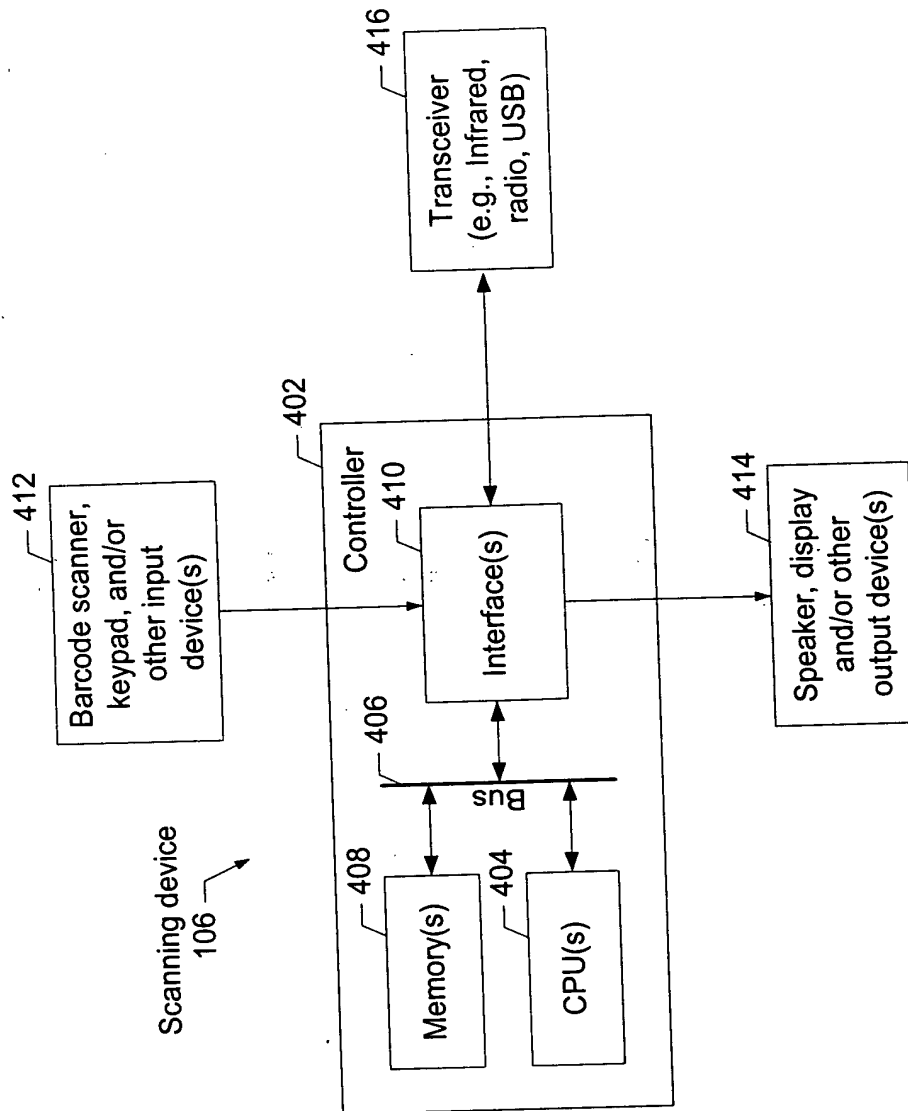 Scanning device
106
412
Barcode scanner,
keypad, and/or
other input
device(s)
402
Controller
408
Memory(s)
404
CPU(s)
406
Bus
410
Interface(s)
416
Transceiver
(e.g., Infrared,
radio, USB)
414
Speaker, display
and/or other
output device(s)